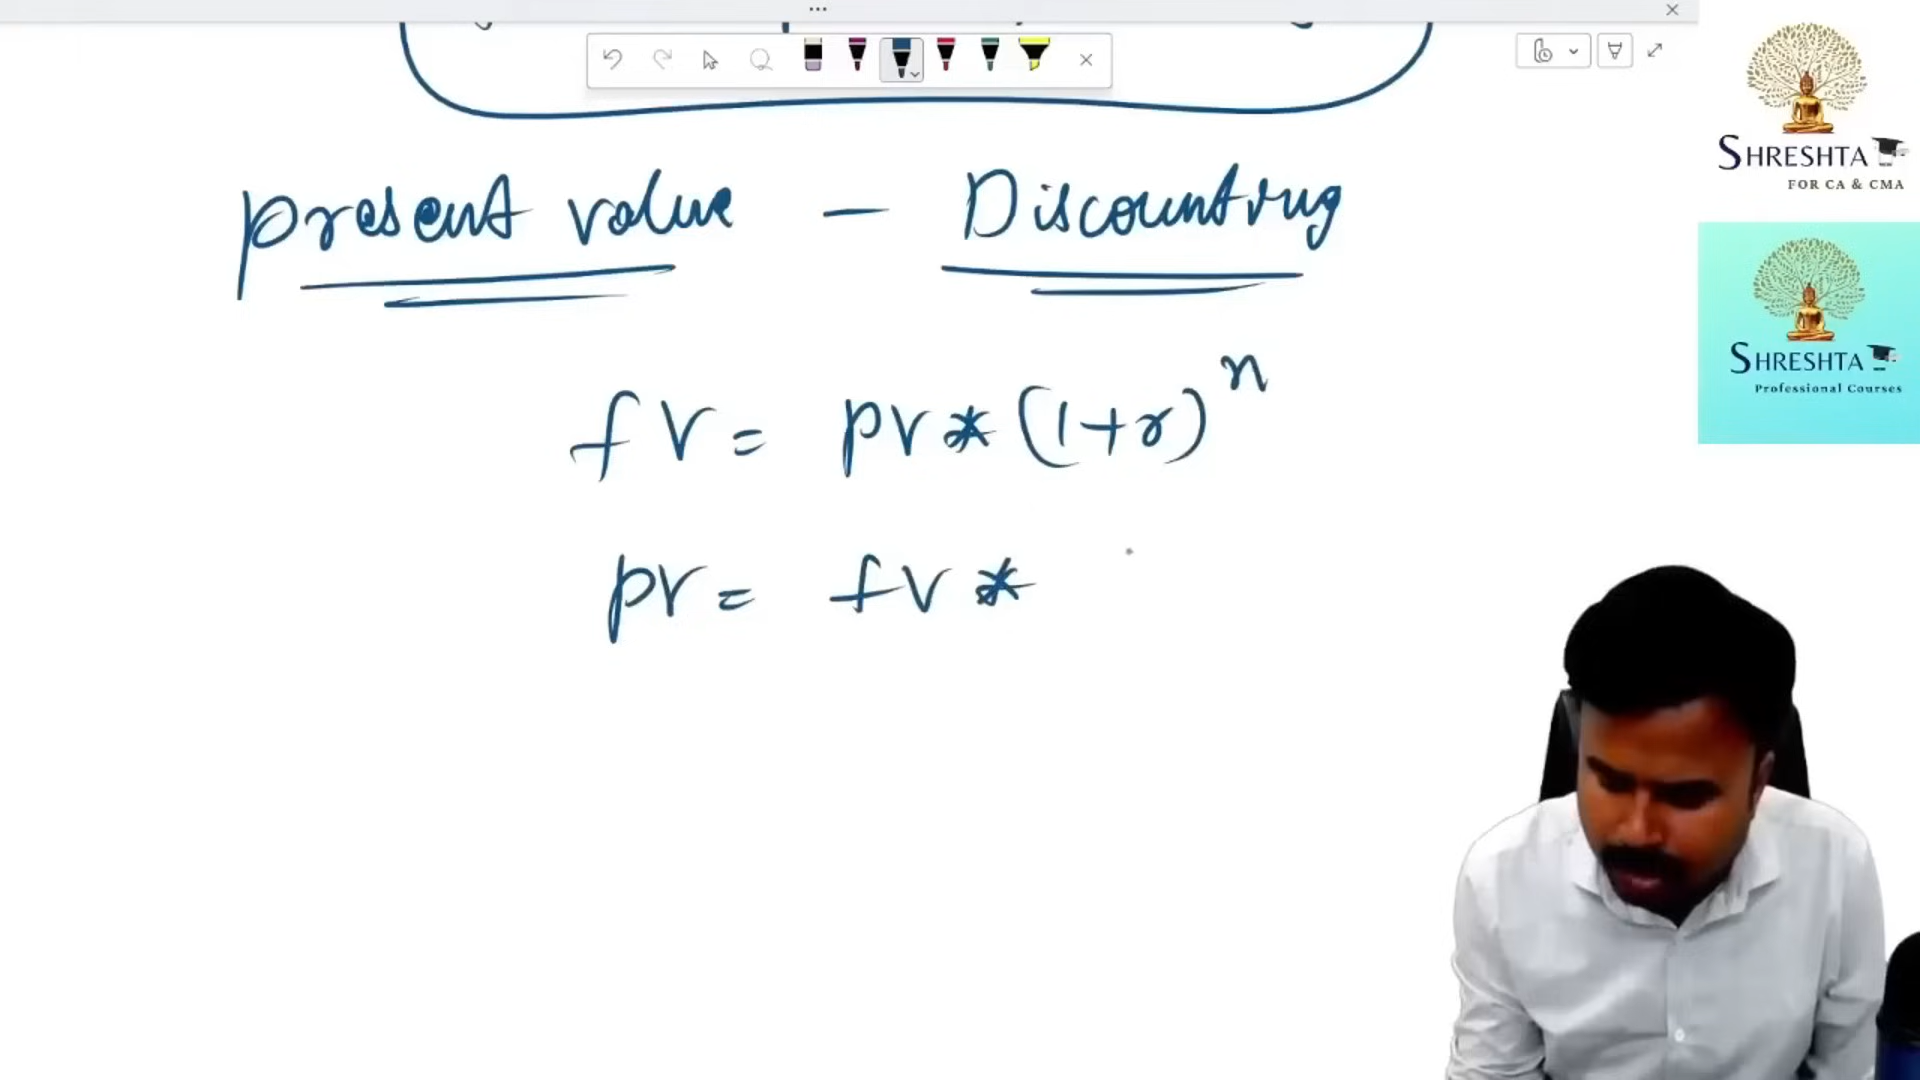 SHRESHTA
FOR CA & CMA
present value - Discounting
SHRESHTA
Professional Courses
fv = pv * (1+r)^n
pv = fv *